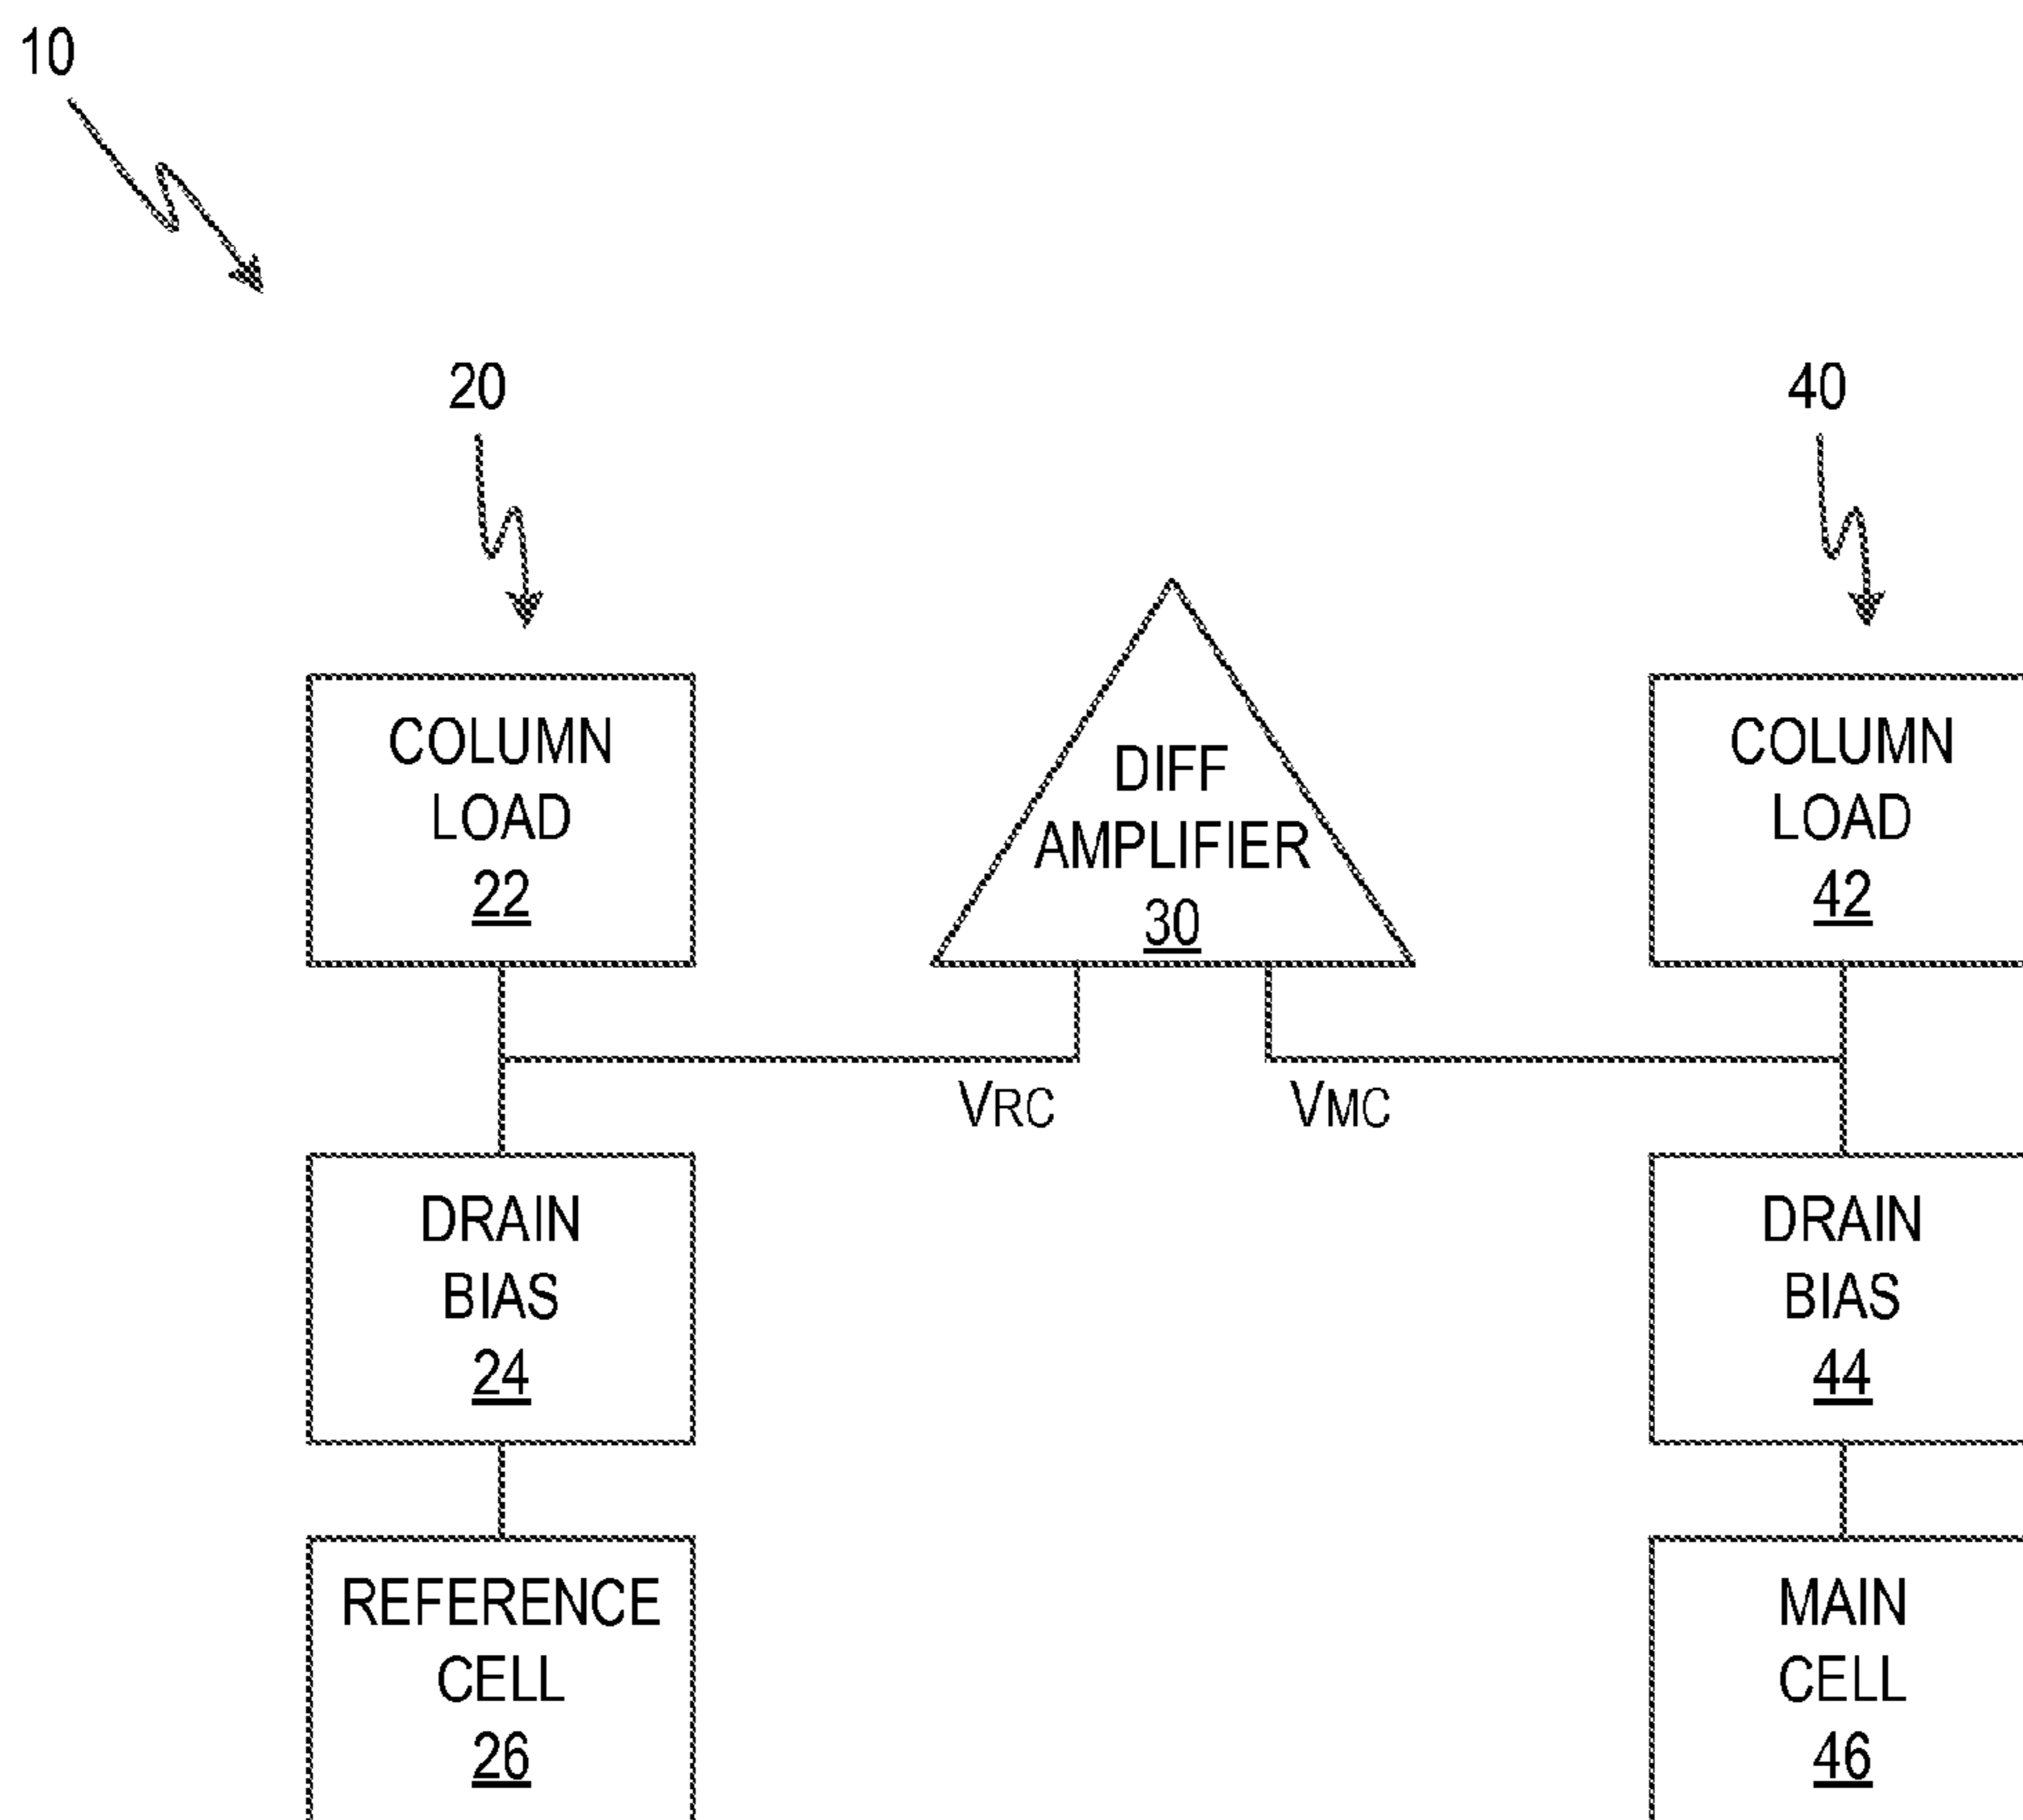 10
20
40
COLUMN
LOAD
22
DIFF
AMPLIFIER
30
COLUMN
LOAD
42
VRC
VMC
DRAIN
BIAS
24
DRAIN
BIAS
44
REFERENCE
CELL
26
MAIN
CELL
46